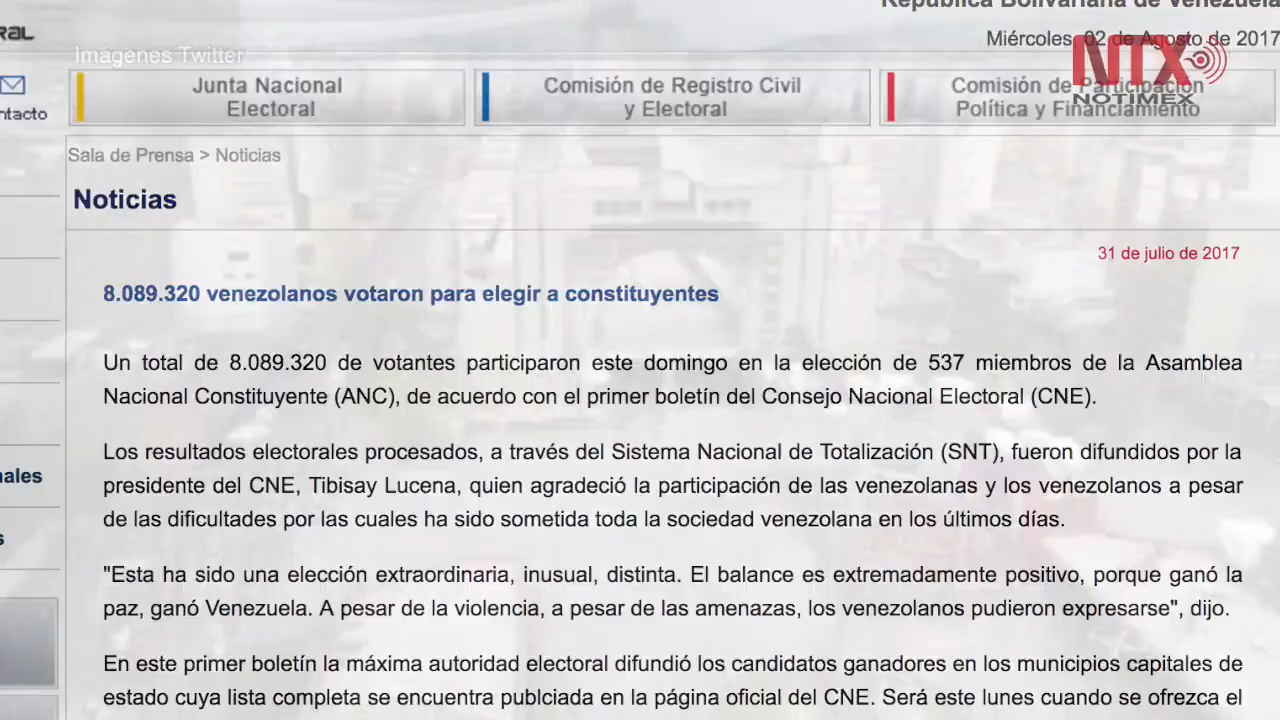 República Bolivariana de Venezuela
Miércoles, 02 de Agosto de 2017
Imágenes Twitter
NTX
NOTIMEX
ntacto
Junta Nacional
Electoral
Comisión de Registro Civil
y Electoral
Comisión de Participación
Política y Financiamiento
Sala de Prensa > Noticias
Noticias
31 de julio de 2017
8.089.320 venezolanos votaron para elegir a constituyentes
Un total de 8.089.320 de votantes participaron este domingo en la elección de 537 miembros de la Asamblea
Nacional Constituyente (ANC), de acuerdo con el primer boletín del Consejo Nacional Electoral (CNE).
Los resultados electorales procesados, a través del Sistema Nacional de Totalización (SNT), fueron difundidos por la
presidente del CNE, Tibisay Lucena, quien agradeció la participación de las venezolanas y los venezolanos a pesar
de las dificultades por las cuales ha sido sometida toda la sociedad venezolana en los últimos días.
"Esta ha sido una elección extraordinaria, inusual, distinta. El balance es extremadamente positivo, porque ganó la
paz, ganó Venezuela. A pesar de la violencia, a pesar de las amenazas, los venezolanos pudieron expresarse", dijo.
En este primer boletín la máxima autoridad electoral difundió los candidatos ganadores en los municipios capitales de
estado cuya lista completa se encuentra publciada en la página oficial del CNE. Será este lunes cuando se ofrezca el